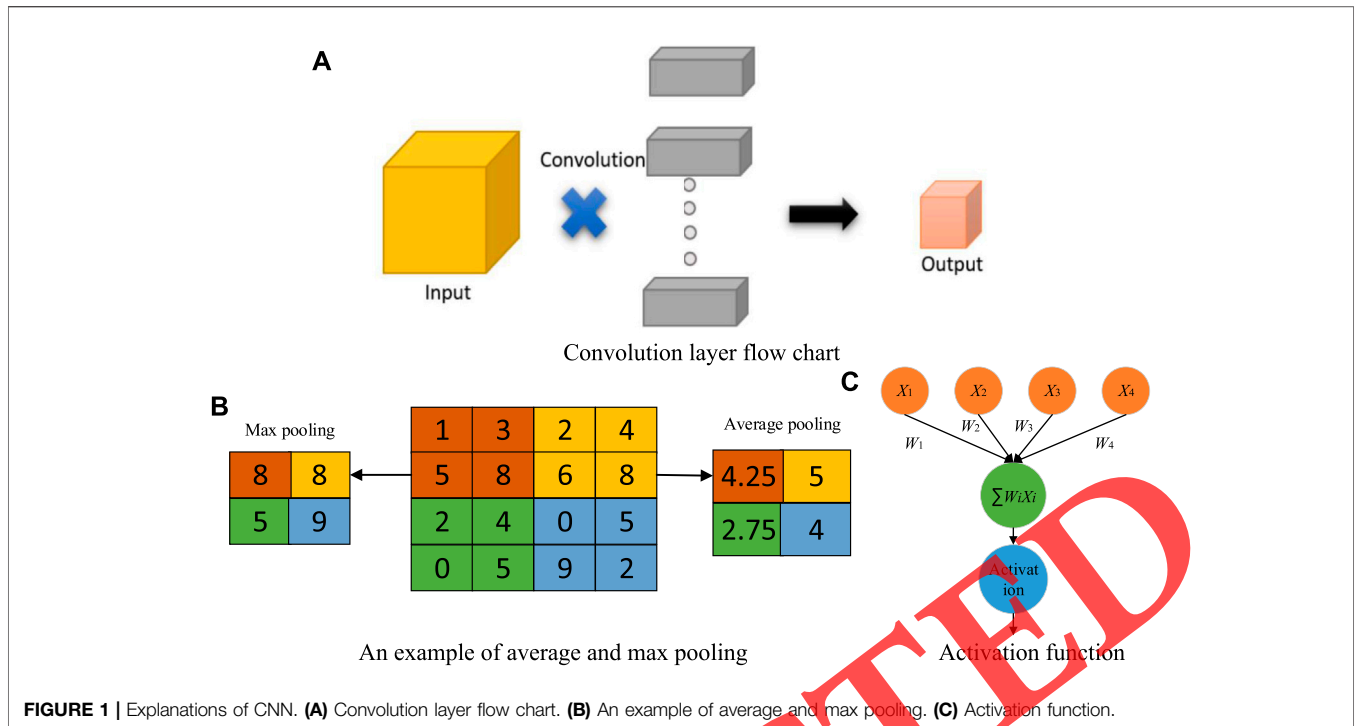 A
Convolution
Input
Output
Convolution layer flow chart
B
Max pooling
8 8
5 9
1 3 2 4
5 8 6 8
2 4 0 5
0 5 9 2
Average pooling
4.25 5
2.75 4
An example of average and max pooling
C
X1 X2 X3 X4
W1 W2 W3 W4
∑WiXi
Activat
ion
Activation function
TED
FIGURE 1 | Explanations of CNN. (A) Convolution layer flow chart. (B) An example of average and max pooling. (C) Activation function.